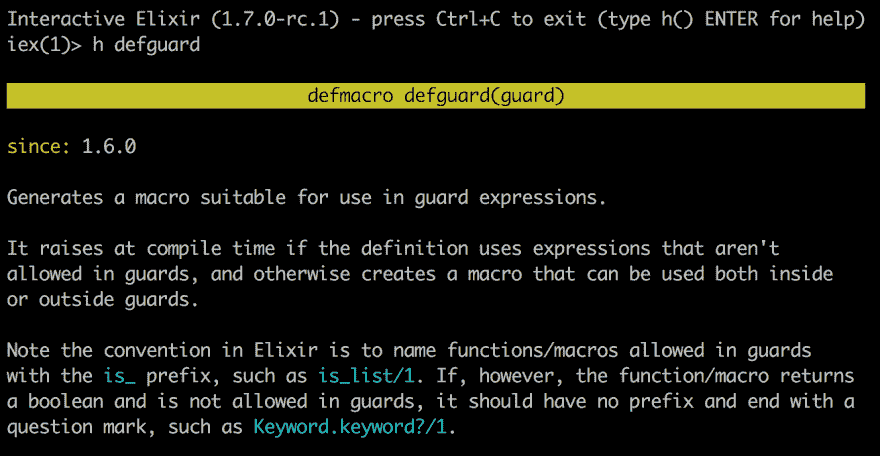 Interactive Elixir (1.7.0-rc.1) - press Ctrl+C to exit (type h() ENTER for help)
iex(1)> h defguard
defmacro defguard(guard)
since: 1.6.0
Generates a macro suitable for use in guard expressions.
It raises at compile time if the definition uses expressions that aren't
allowed in guards, and otherwise creates a macro that can be used both inside
or outside guards.
Note the convention in Elixir is to name functions/macros allowed in guards
with the is_ prefix, such as is_list/1. If, however, the function/macro returns
a boolean and is not allowed in guards, it should have no prefix and end with a
question mark, such as Keyword.keyword?/1.